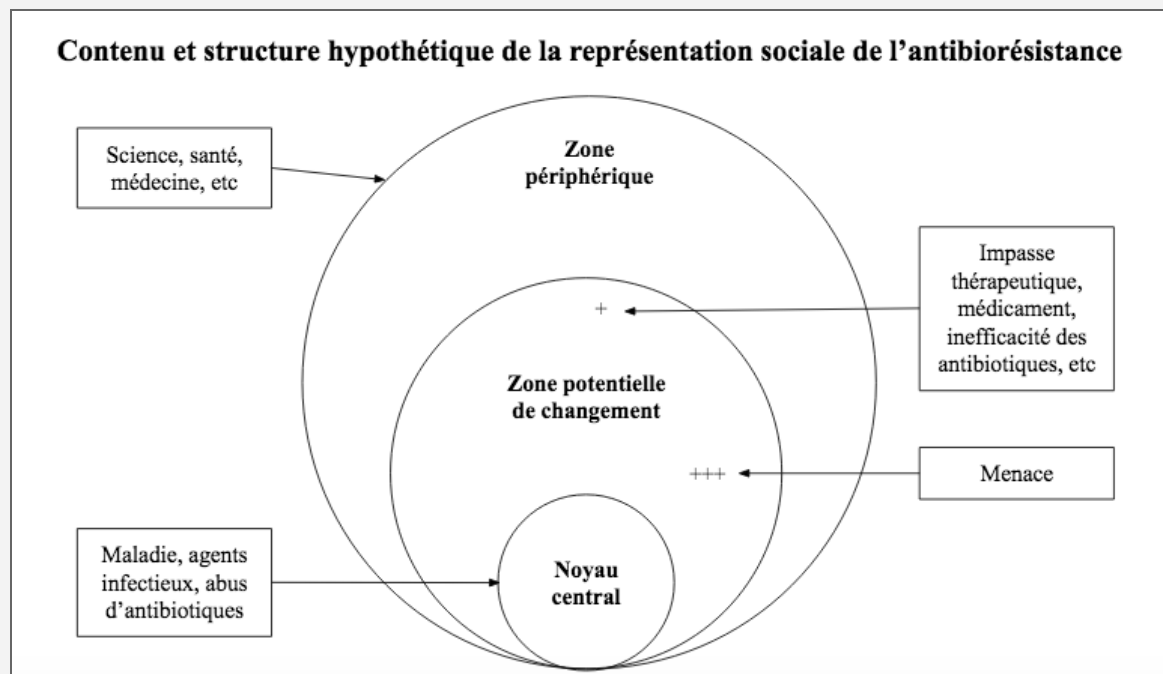 Contenu et structure hypothétique de la représentation sociale de l'antibiorésistance
Science, santé,
médecine, etc
Zone
périphérique
Impasse
thérapeutique,
médicament,
inefficacité des
antibiotiques, etc
+
Zone potentielle
de changement
+++
Menace
Maladie, agents
infectieux, abus
d'antibiotiques
Noyau
central